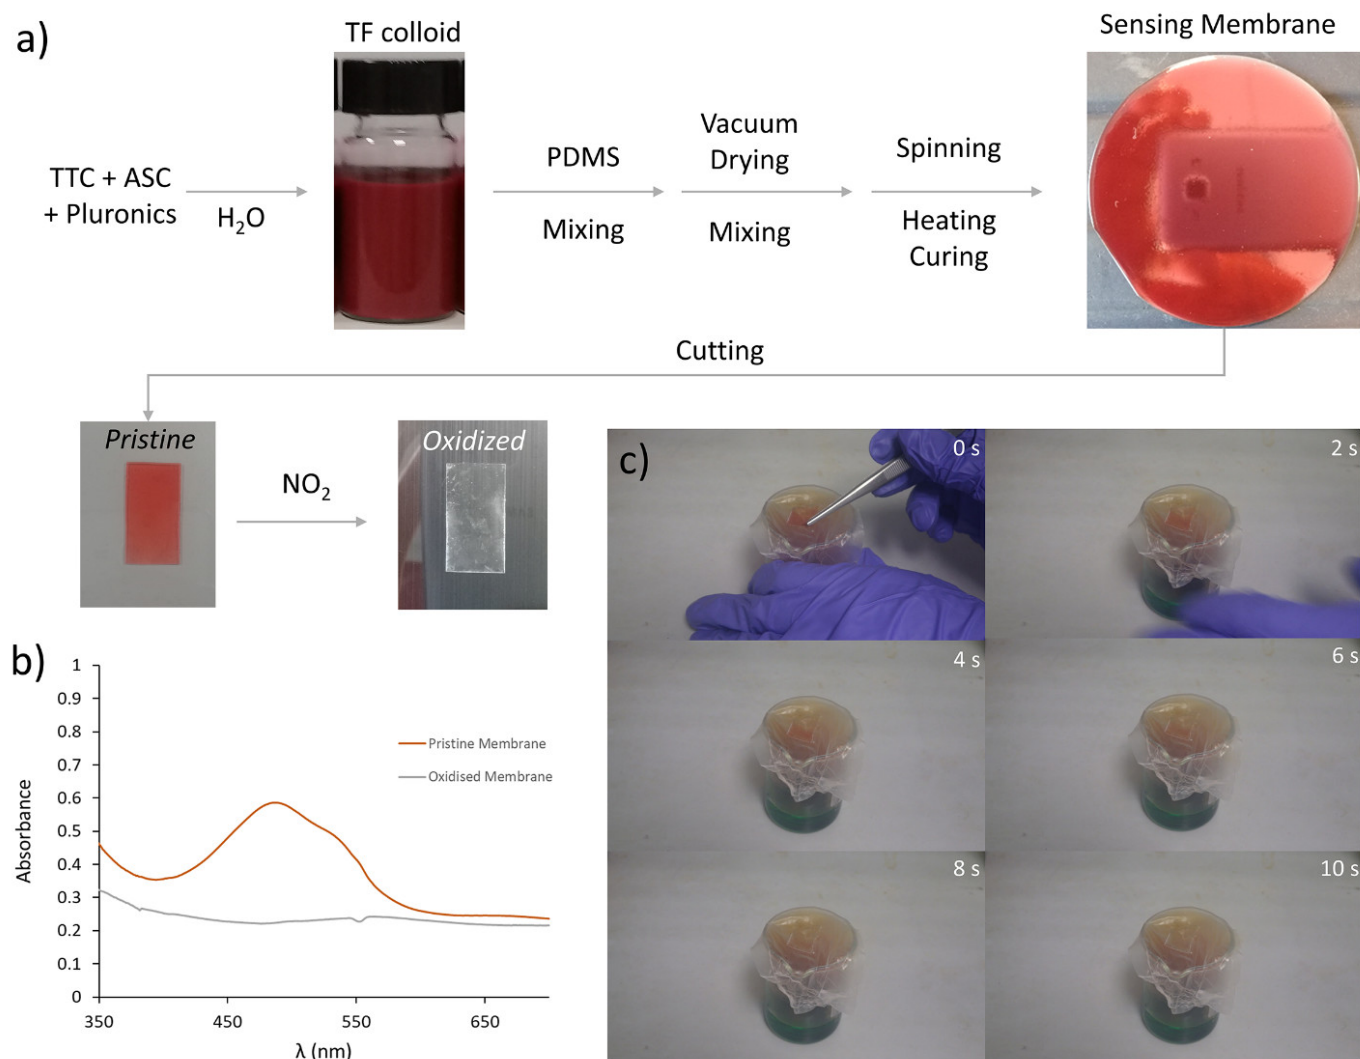 a)
TF colloid
Sensing Membrane
TTC + ASC
+ Pluronics
H₂O
PDMS
Mixing
Vacuum
Drying
Mixing
Spinning
Heating
Curing
Cutting
Pristine
NO₂
Oxidized
b)
1
0.9
0.8
0.7
0.6
0.5
0.4
0.3
0.2
0.1
0
Absorbance
Pristine Membrane
Oxidised Membrane
350
450
550
650
λ (nm)
c)
0 s
2 s
4 s
6 s
8 s
10 s